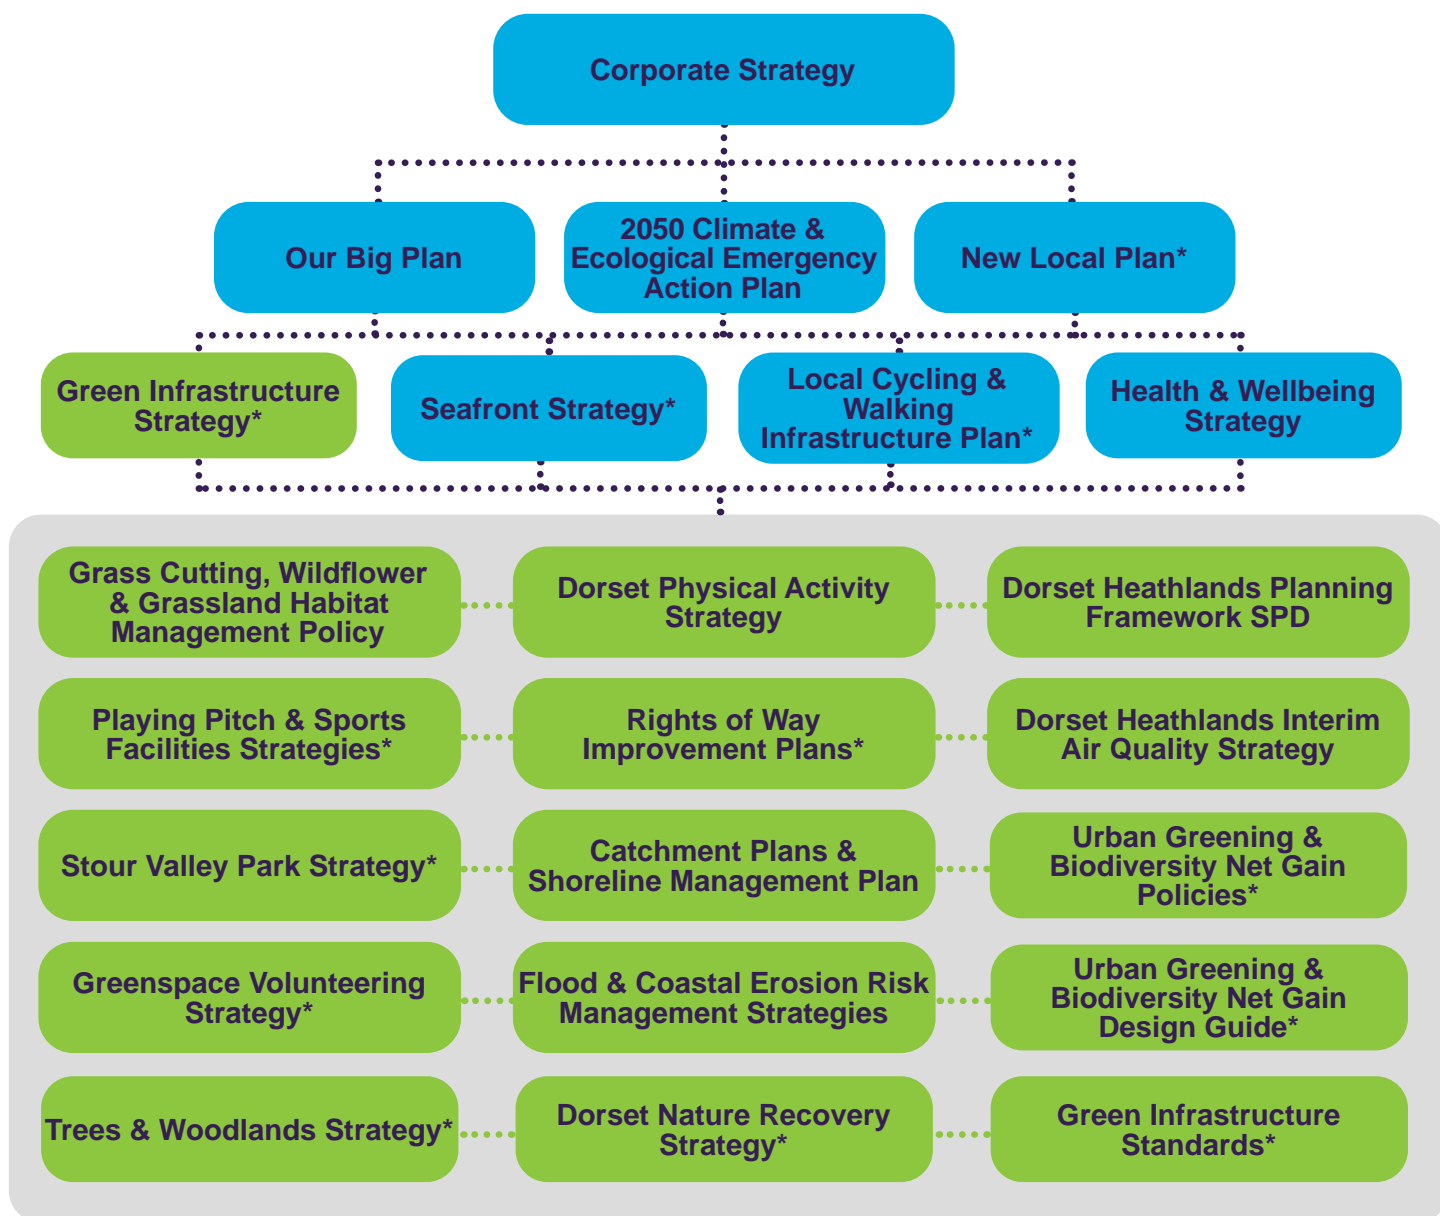 Corporate Strategy
Our Big Plan
2050 Climate &
Ecological Emergency
Action Plan
New Local Plan*
Green Infrastructure
Strategy*
Seafront Strategy*
Local Cycling &
Walking
Infrastructure Plan*
Health & Wellbeing
Strategy
Grass Cutting, Wildflower
& Grassland Habitat
Management Policy
Dorset Physical Activity
Strategy
Dorset Heathlands Planning
Framework SPD
Playing Pitch & Sports
Facilities Strategies*
Rights of Way
Improvement Plans*
Dorset Heathlands Interim
Air Quality Strategy
Stour Valley Park Strategy*
Catchment Plans &
Shoreline Management Plan
Urban Greening &
Biodiversity Net Gain
Policies*
Greenspace Volunteering
Strategy*
Flood & Coastal Erosion Risk
Management Strategies
Urban Greening &
Biodiversity Net Gain
Design Guide*
Trees & Woodlands Strategy*
Dorset Nature Recovery
Strategy*
Green Infrastructure
Standards*